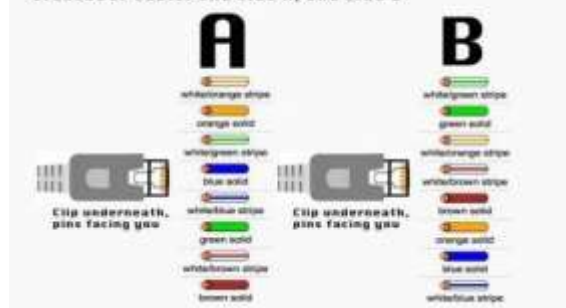 A
white/orange stripe
orange solid
white/green stripe
blue solid
white/blue stripe
green solid
white/brown stripe
brown solid
Clip underneath,
pins facing you
B
white/green stripe
green solid
white/orange stripe
white/brown stripe
brown solid
orange solid
blue solid
white/blue stripe
Clip underneath,
pins facing you